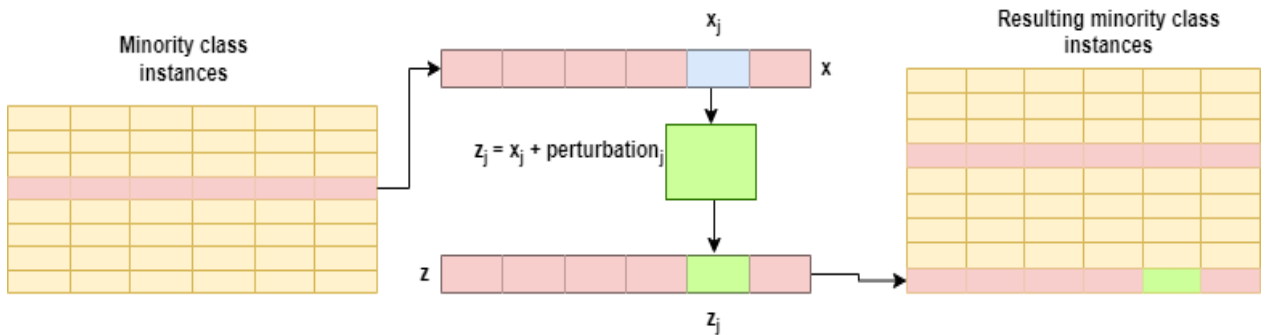 Minority class
instances
x_j
x
z_j = x_j + perturbation_j
z
z_j
Resulting minority class
instances